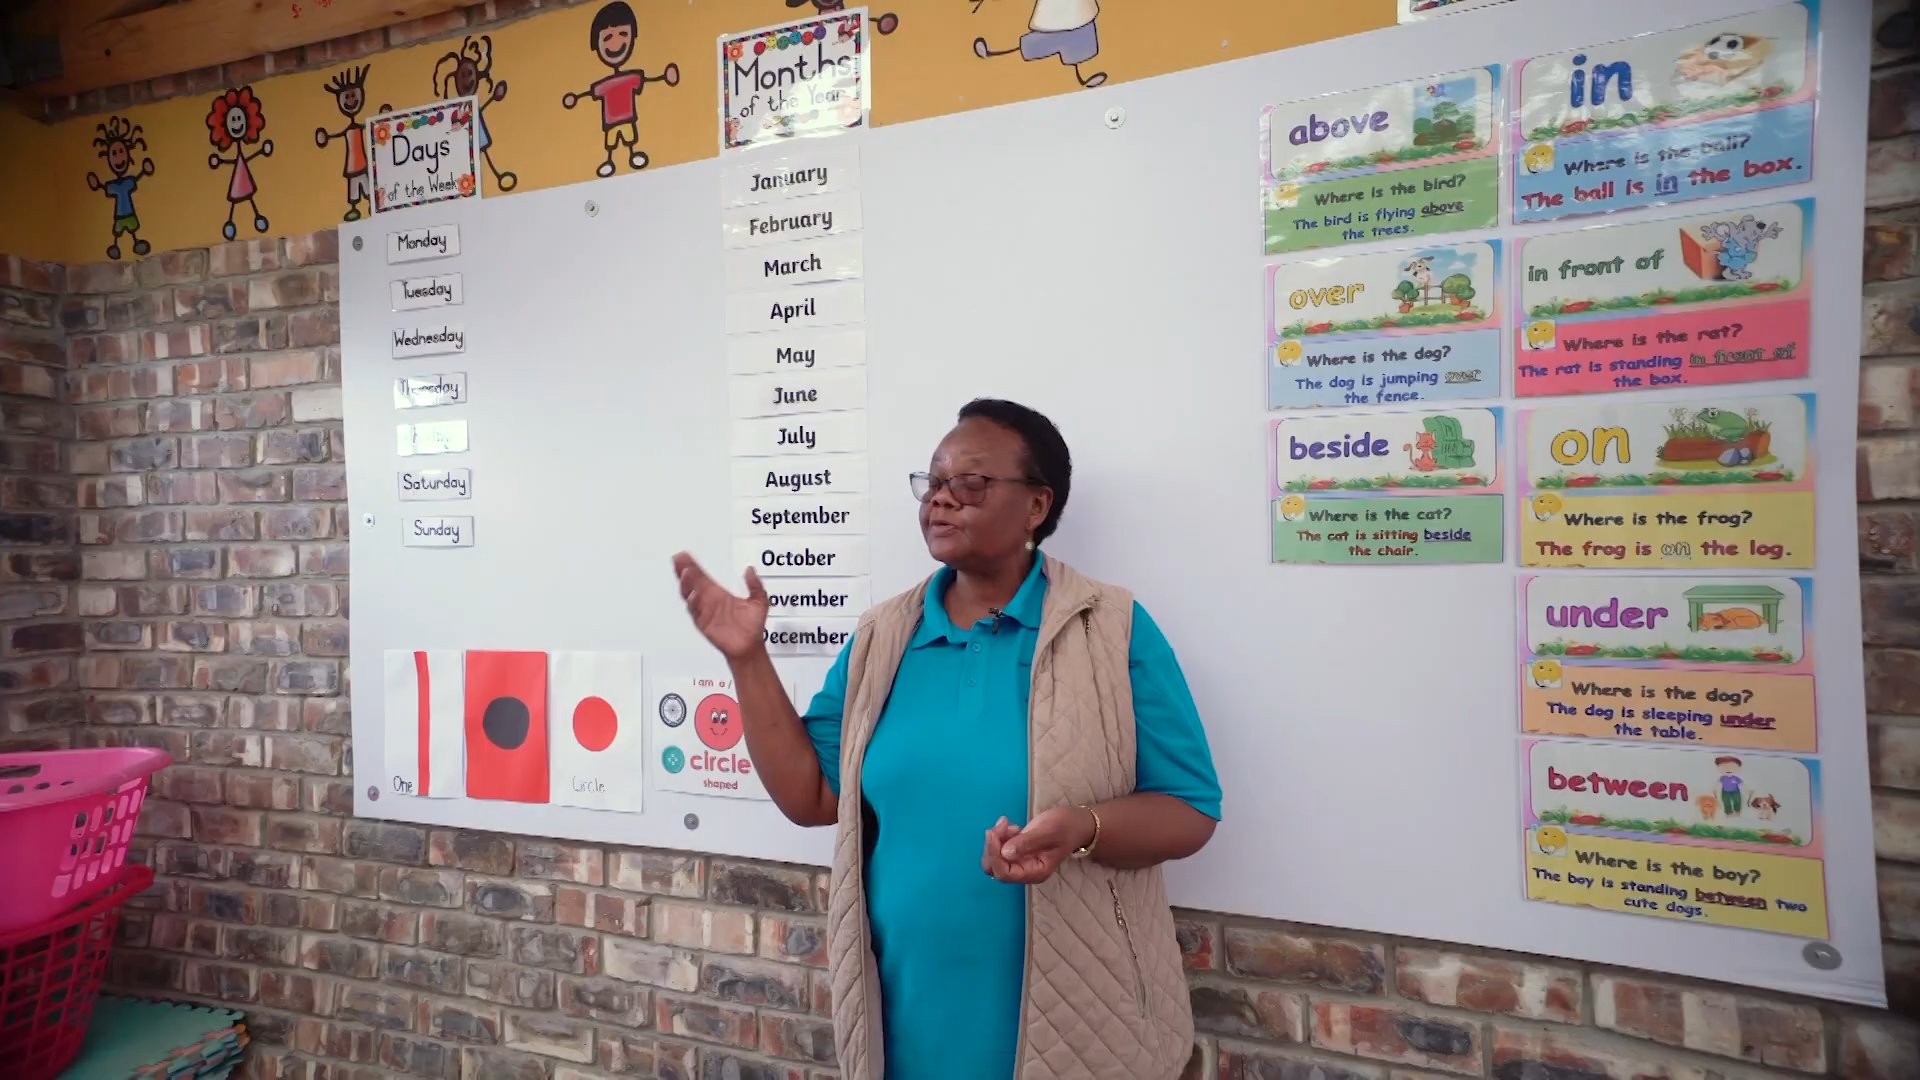 Days
of the Week
Monday
Tuesday
Wednesday
Thursday
Saturday
Sunday
Months
of the Year
January
February
March
April
May
June
July
August
September
October
November
December
One
Circle
I am a
circle
shaped
above
Where is the bird?
The bird is flying above
the trees.
over
Where is the dog?
The dog is jumping over
the fence.
beside
Where is the cat?
The cat is sitting beside
the chair.
in
Where is the ball?
The ball is in the box.
in front of
Where is the rat?
The rat is standing in front of
the box.
on
Where is the frog?
The frog is on the log.
under
Where is the dog?
The dog is sleeping under
the table.
between
Where is the boy?
The boy is standing between two
cute dogs.